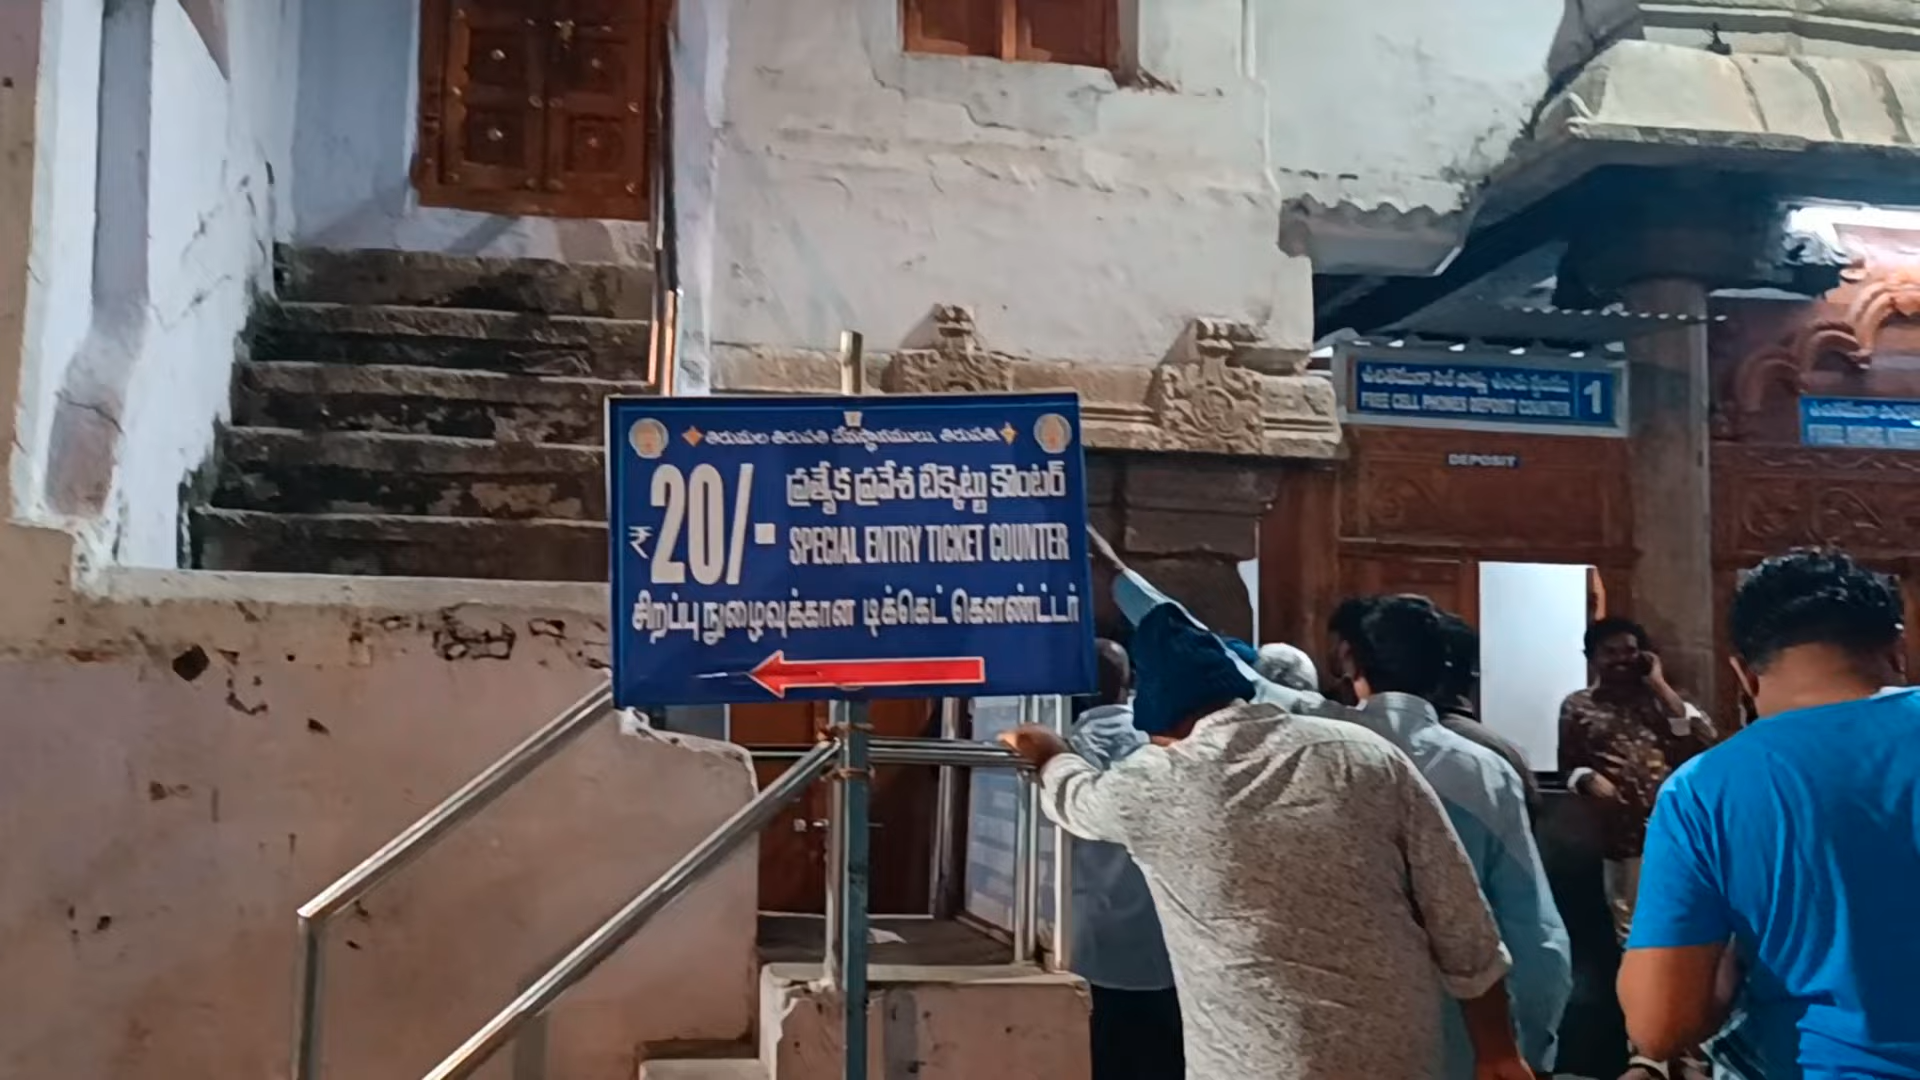 తిరుమల తిరుపతి దేవస్థానములు, తిరుపతి.
₹ 20/-
ప్రత్యేక ప్రవేశ టిక్కెట్టు కౌంటర్
SPECIAL ENTRY TICKET COUNTER
சிறப்பு நுழைவுக்கான டிக்கெட் கௌண்ட்டர்
FREE CELL PHONES DEPOSIT COUNTER 1
DEPOSIT